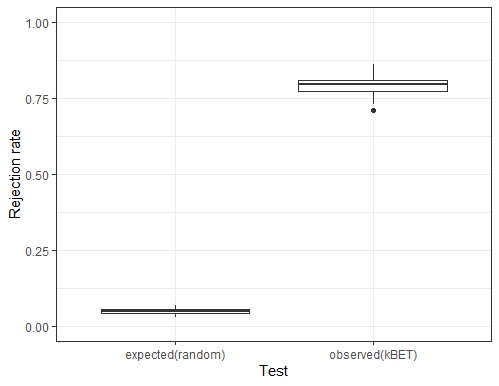 1.00
0.75
0.50
0.25
0.00
Rejection rate
expected(random)
observed(kBET)
Test